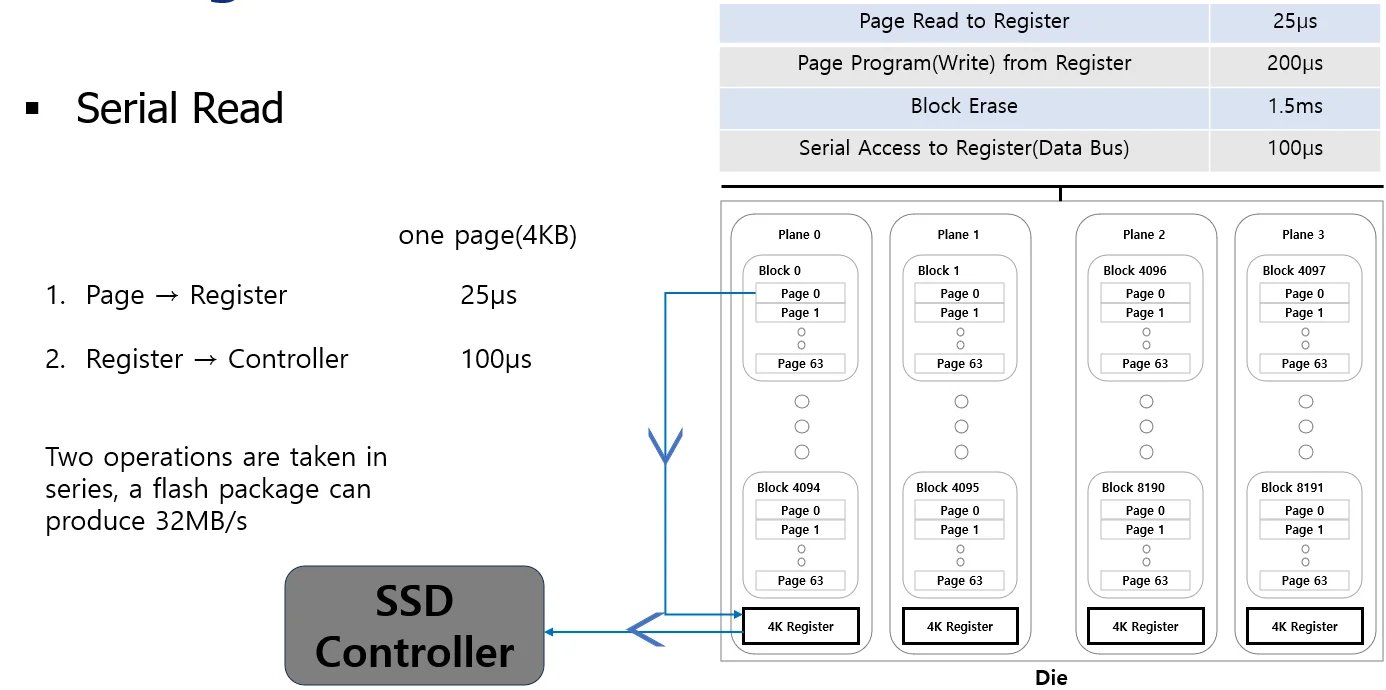 Page Read to Register 25μs
Page Program(Write) from Register 200μs
Block Erase 1.5ms
Serial Access to Register(Data Bus) 100μs
▪ Serial Read
one page(4KB)
1. Page → Register 25μs
2. Register → Controller 100μs
Two operations are taken in
series, a flash package can
produce 32MB/s
SSD
Controller
Plane 0
Block 0
Page 0
Page 1
Page 63
Block 4094
Page 0
Page 1
Page 63
4K Register
Plane 1
Block 1
Page 0
Page 1
Page 63
Block 4095
Page 0
Page 1
Page 63
4K Register
Plane 2
Block 4096
Page 0
Page 1
Page 63
Block 8190
Page 0
Page 1
Page 63
4K Register
Plane 3
Block 4097
Page 0
Page 1
Page 63
Block 8191
Page 0
Page 1
Page 63
4K Register
Die